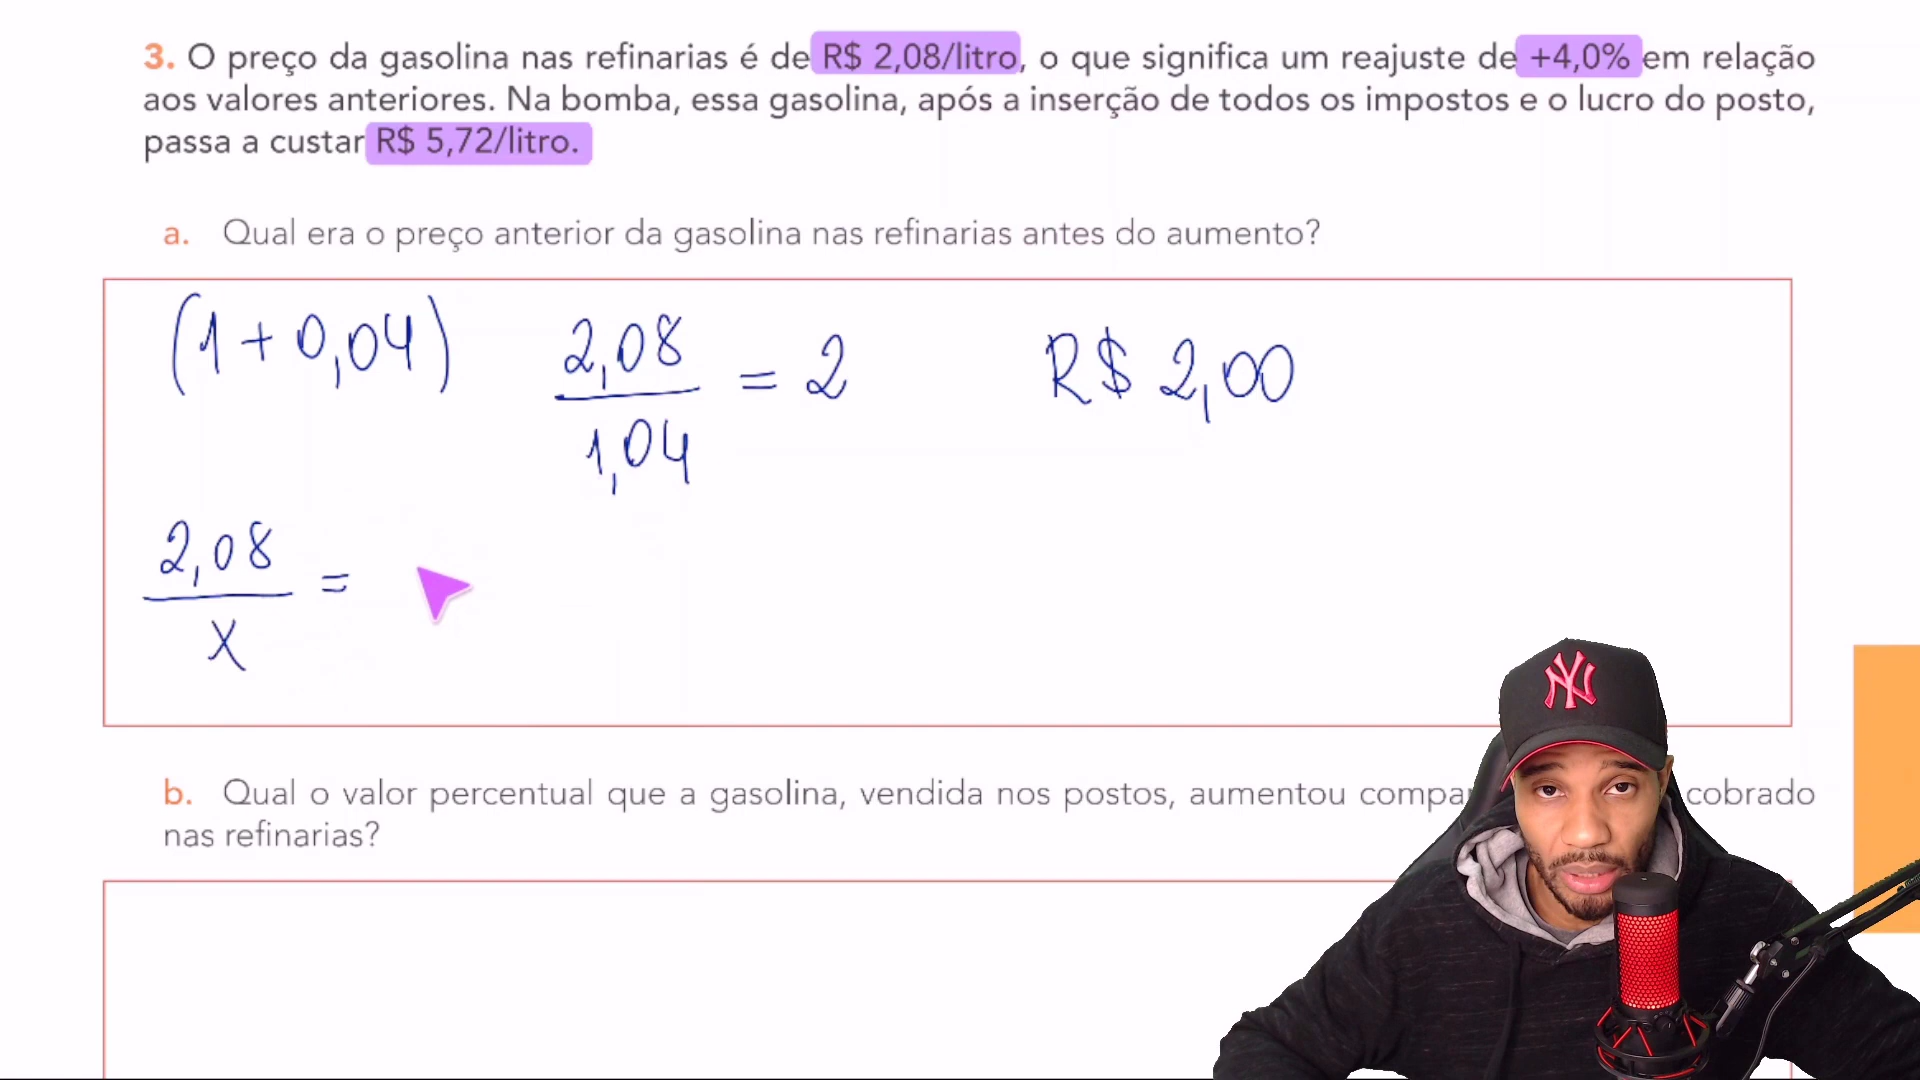 3. O preço da gasolina nas refinarias é de R$ 2,08/litro, o que significa um reajuste de +4,0% em relação
aos valores anteriores. Na bomba, essa gasolina, após a inserção de todos os impostos e o lucro do posto,
passa a custar R$ 5,72/litro.
a. Qual era o preço anterior da gasolina nas refinarias antes do aumento?
(1 + 0,04)
2,08
1,04
= 2
R$ 2,00
2,08
x
=
b. Qual o valor percentual que a gasolina, vendida nos postos, aumentou cobrado
nas refinarias?
NY